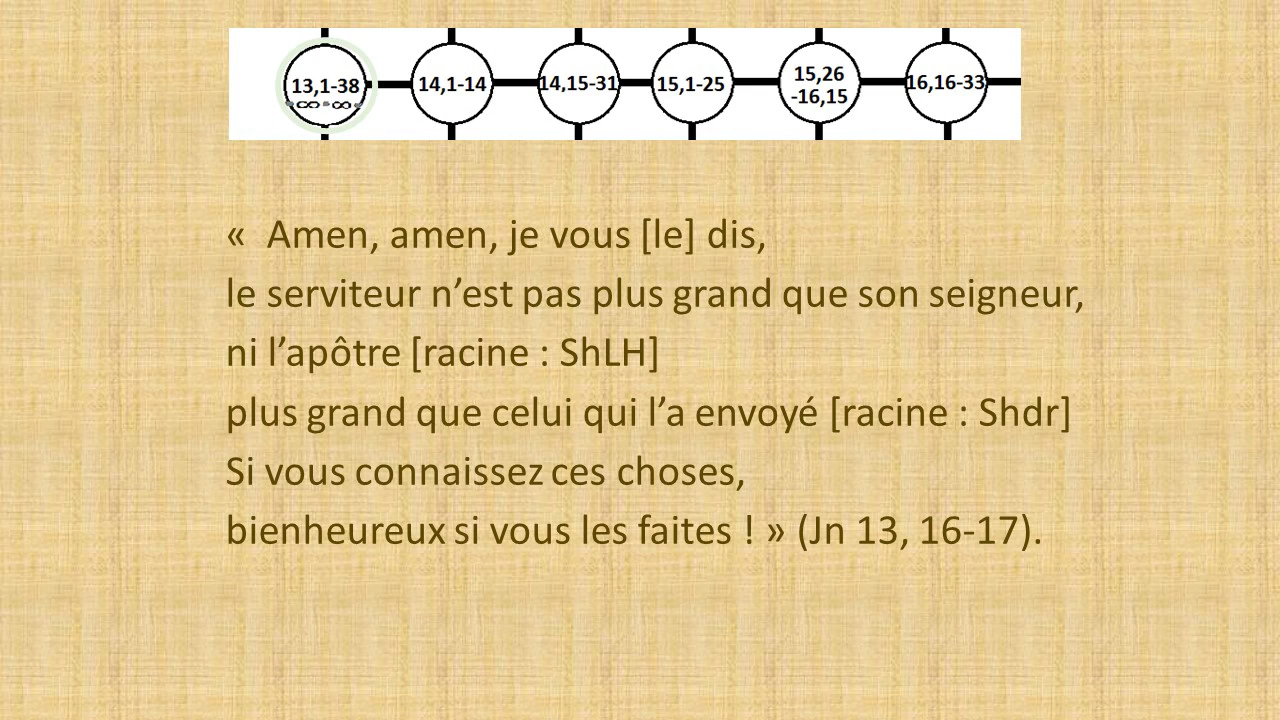 13,1-38 14,1-14 14,15-31 15,1-25 15,26 -16,15 16,16-33
« Amen, amen, je vous [le] dis,
le serviteur n’est pas plus grand que son seigneur,
ni l’apôtre [racine : ShLH]
plus grand que celui qui l’a envoyé [racine : Shdr]
Si vous connaissez ces choses,
bienheureux si vous les faites ! » (Jn 13, 16-17).